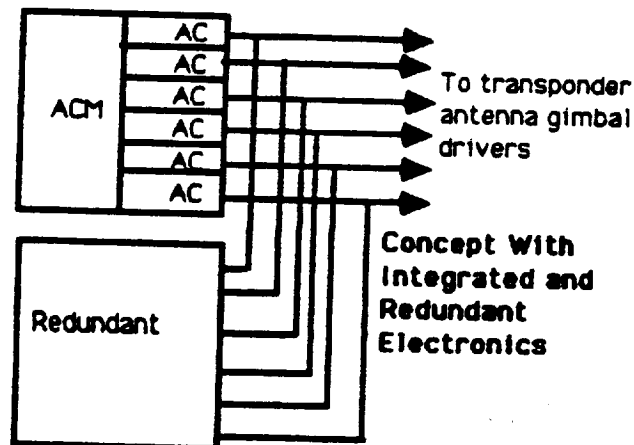 AC
AC
AC
ACM
AC
AC
AC
To transponder
antenna gimbal
drivers
Concept With
Integrated and
Redundant
Electronics
Redundant